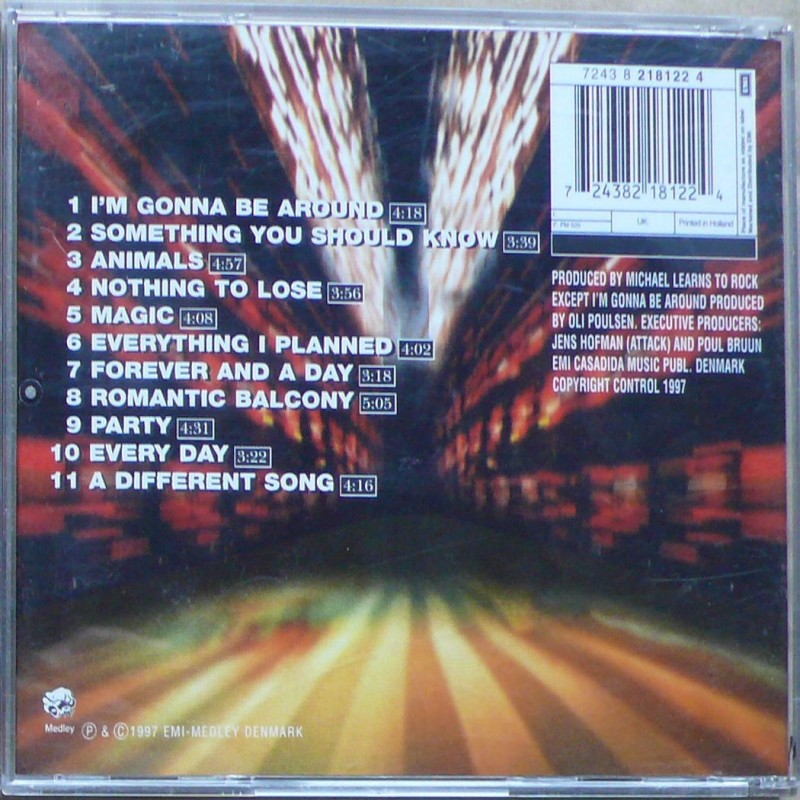 7243 8 218122 4
EMI
7 24382 18122 4
UK
Printed in Holland
1 I'M GONNA BE AROUND 4:18
2 SOMETHING YOU SHOULD KNOW 3:39
3 ANIMALS 4:57
4 NOTHING TO LOSE 3:56
5 MAGIC 4:08
6 EVERYTHING I PLANNED 4:02
7 FOREVER AND A DAY 3:18
8 ROMANTIC BALCONY 5:05
9 PARTY 4:31
10 EVERY DAY 3:22
11 A DIFFERENT SONG 4:16
PRODUCED BY MICHAEL LEARNS TO ROCK
EXCEPT I'M GONNA BE AROUND PRODUCED
BY OLI POULSEN. EXECUTIVE PRODUCERS:
JENS HOFMAN (ATTACK) AND POUL BRUUN
EMI CASADIDA MUSIC PUBL. DENMARK
COPYRIGHT CONTROL 1997
Medley
Ⓟ & ©1997 EMI-MEDLEY DENMARK